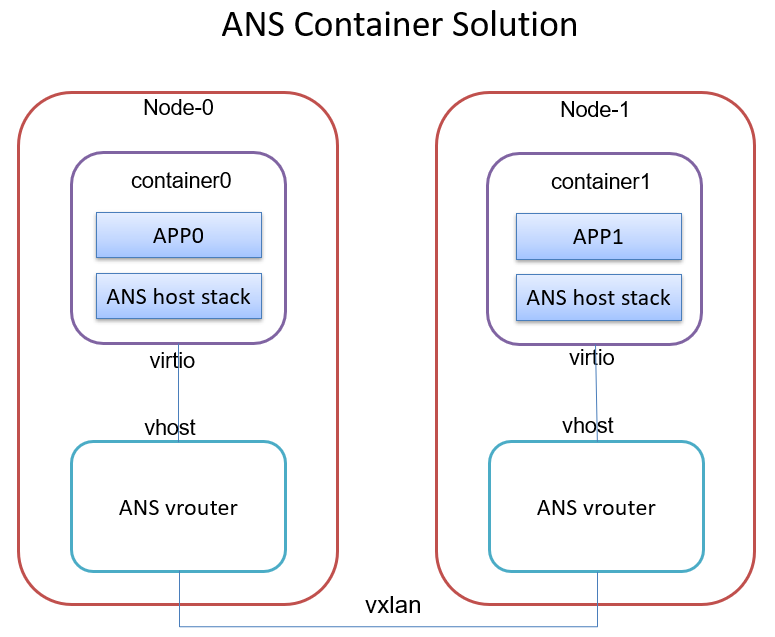 ANS Container Solution
Node-0
container0
APP0
ANS host stack
virtio
vhost
ANS vrouter
Node-1
container1
APP1
ANS host stack
virtio
vhost
ANS vrouter
vxlan